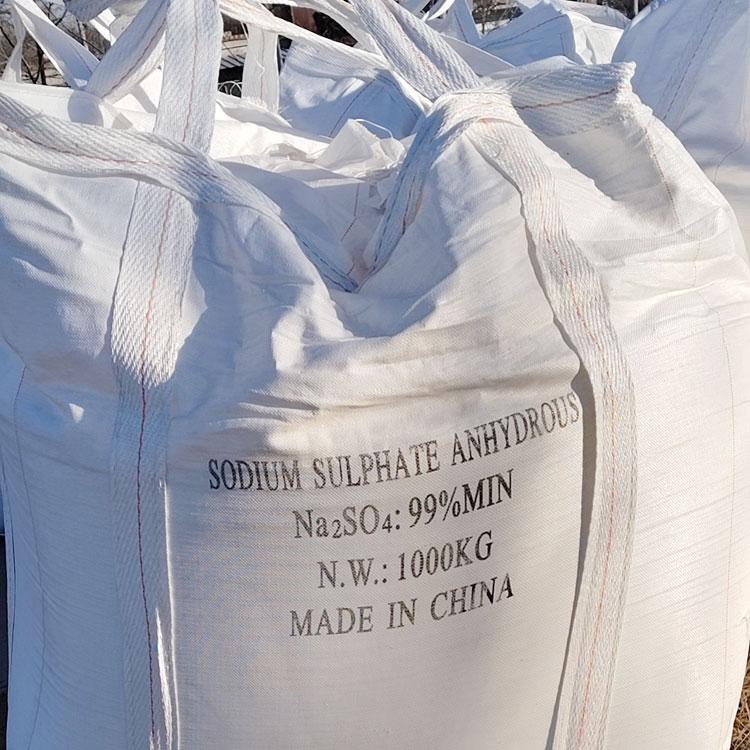 SODIUM SULPHATE ANHYDROUS
Na₂SO₄: 99%MIN
N.W.: 1000KG
MADE IN CHINA